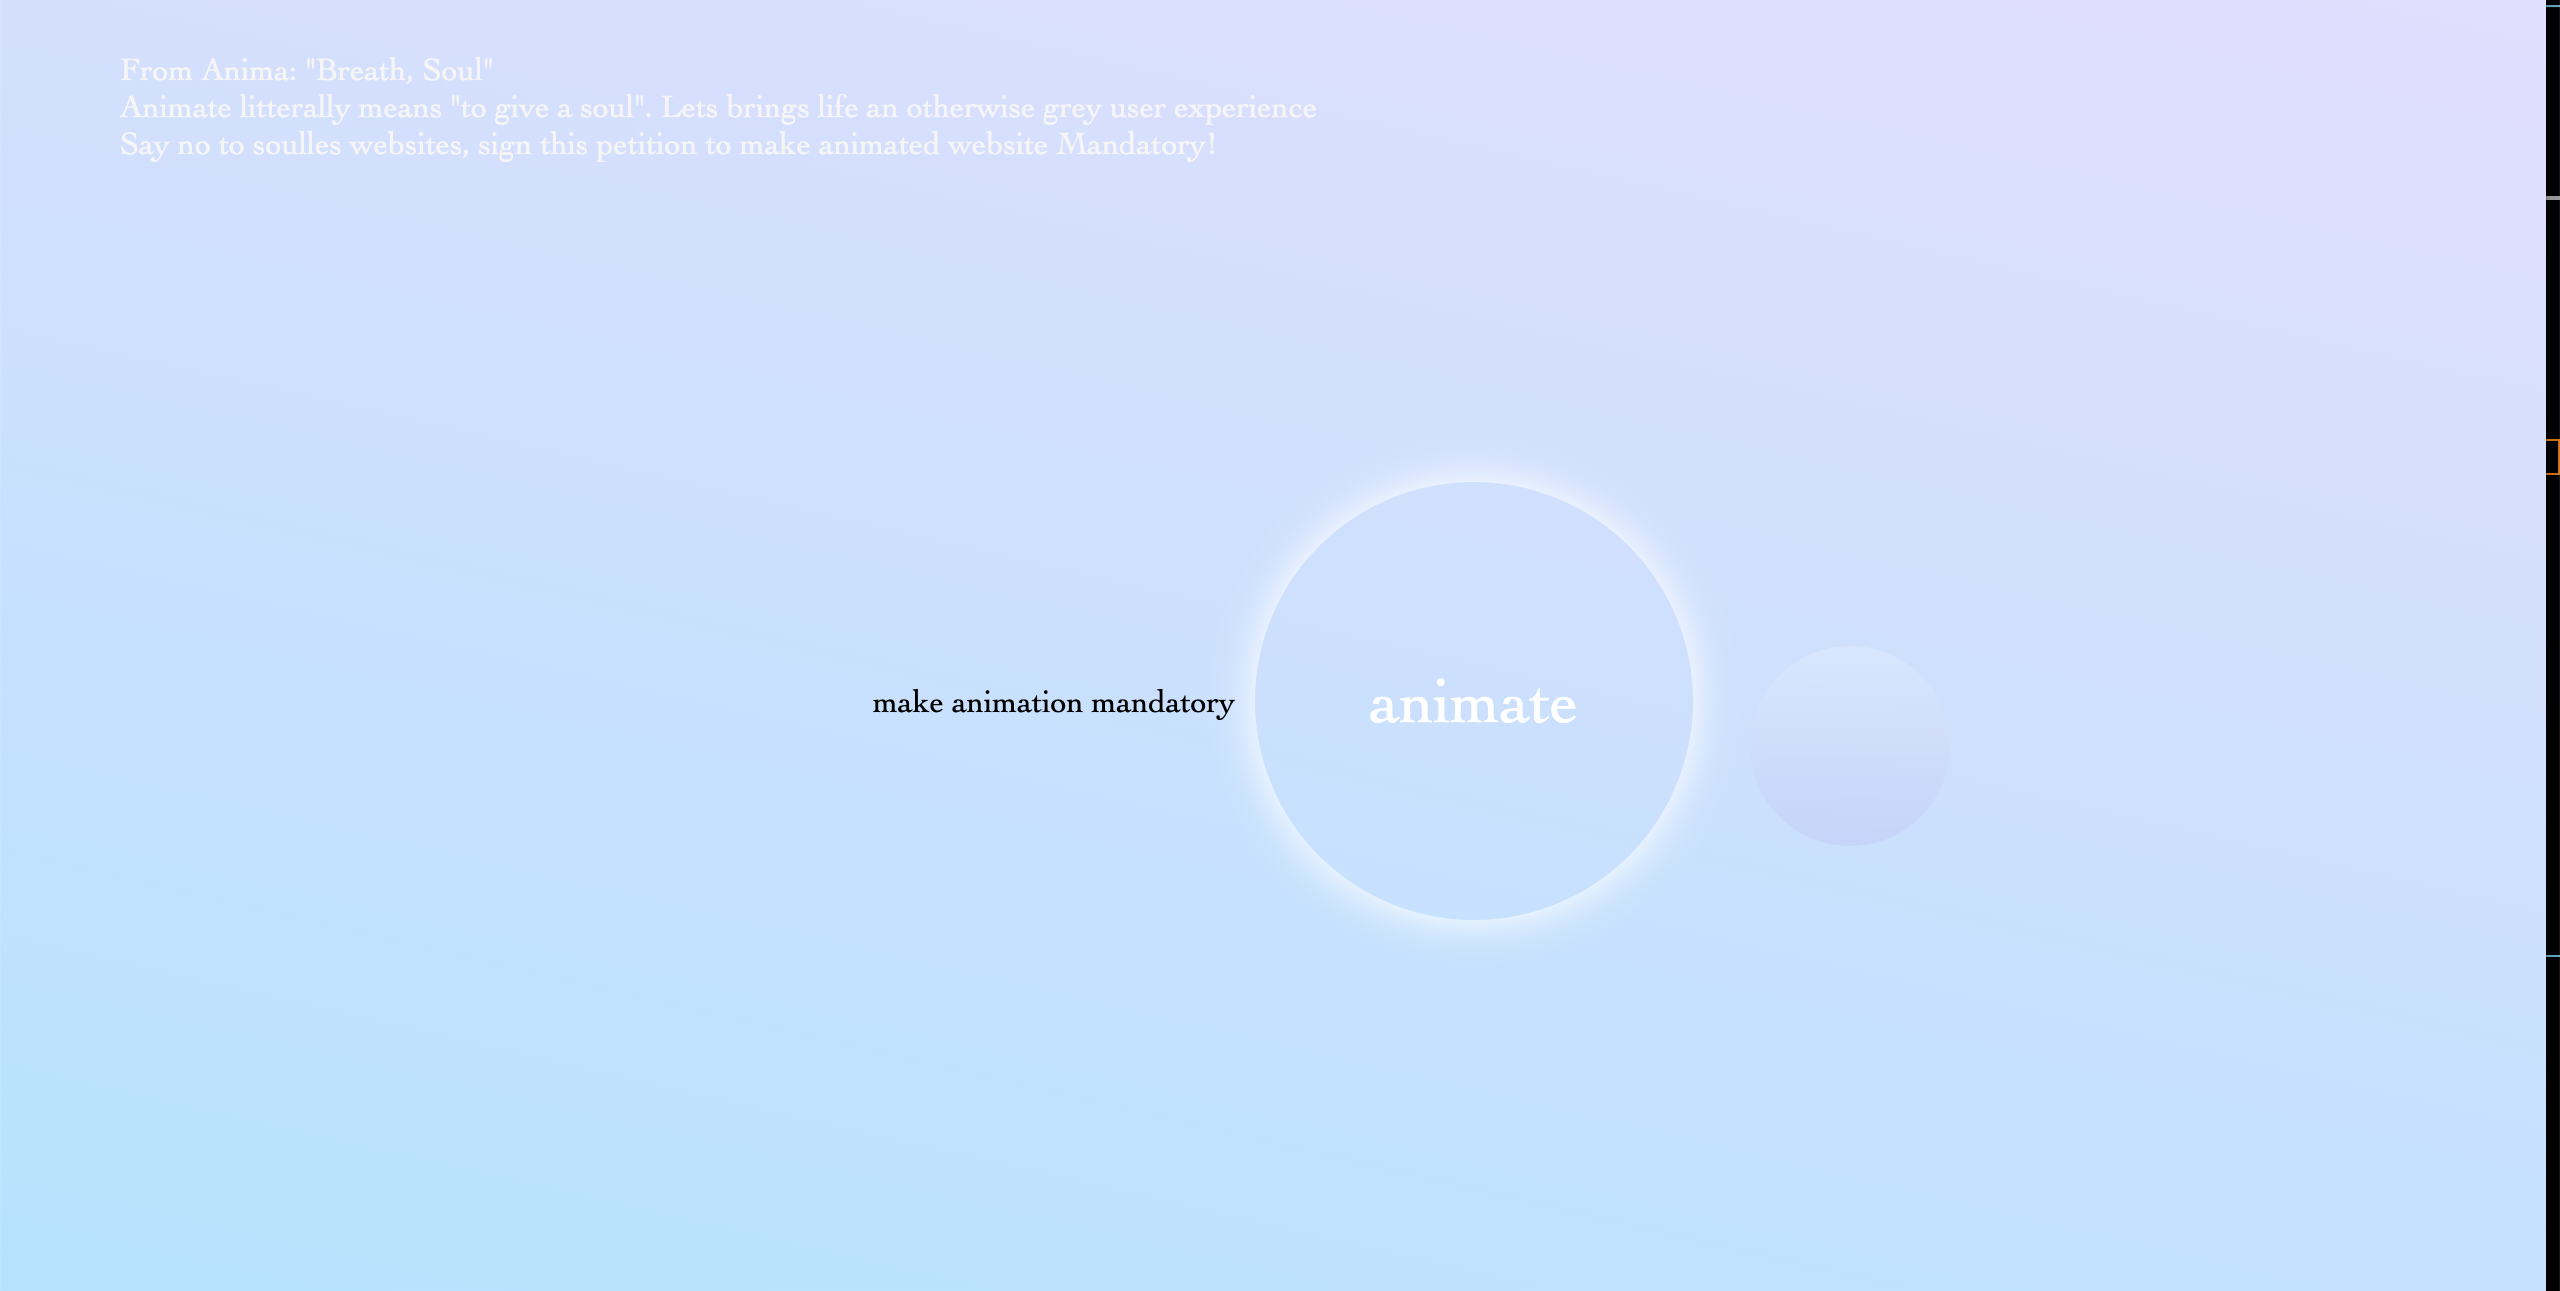 From Anima: "Breath, Soul"
Animate litterally means "to give a soul". Lets brings life an otherwise grey user experience
Say no to soulles websites, sign this petition to make animated website Mandatory!
make animation mandatory
animate